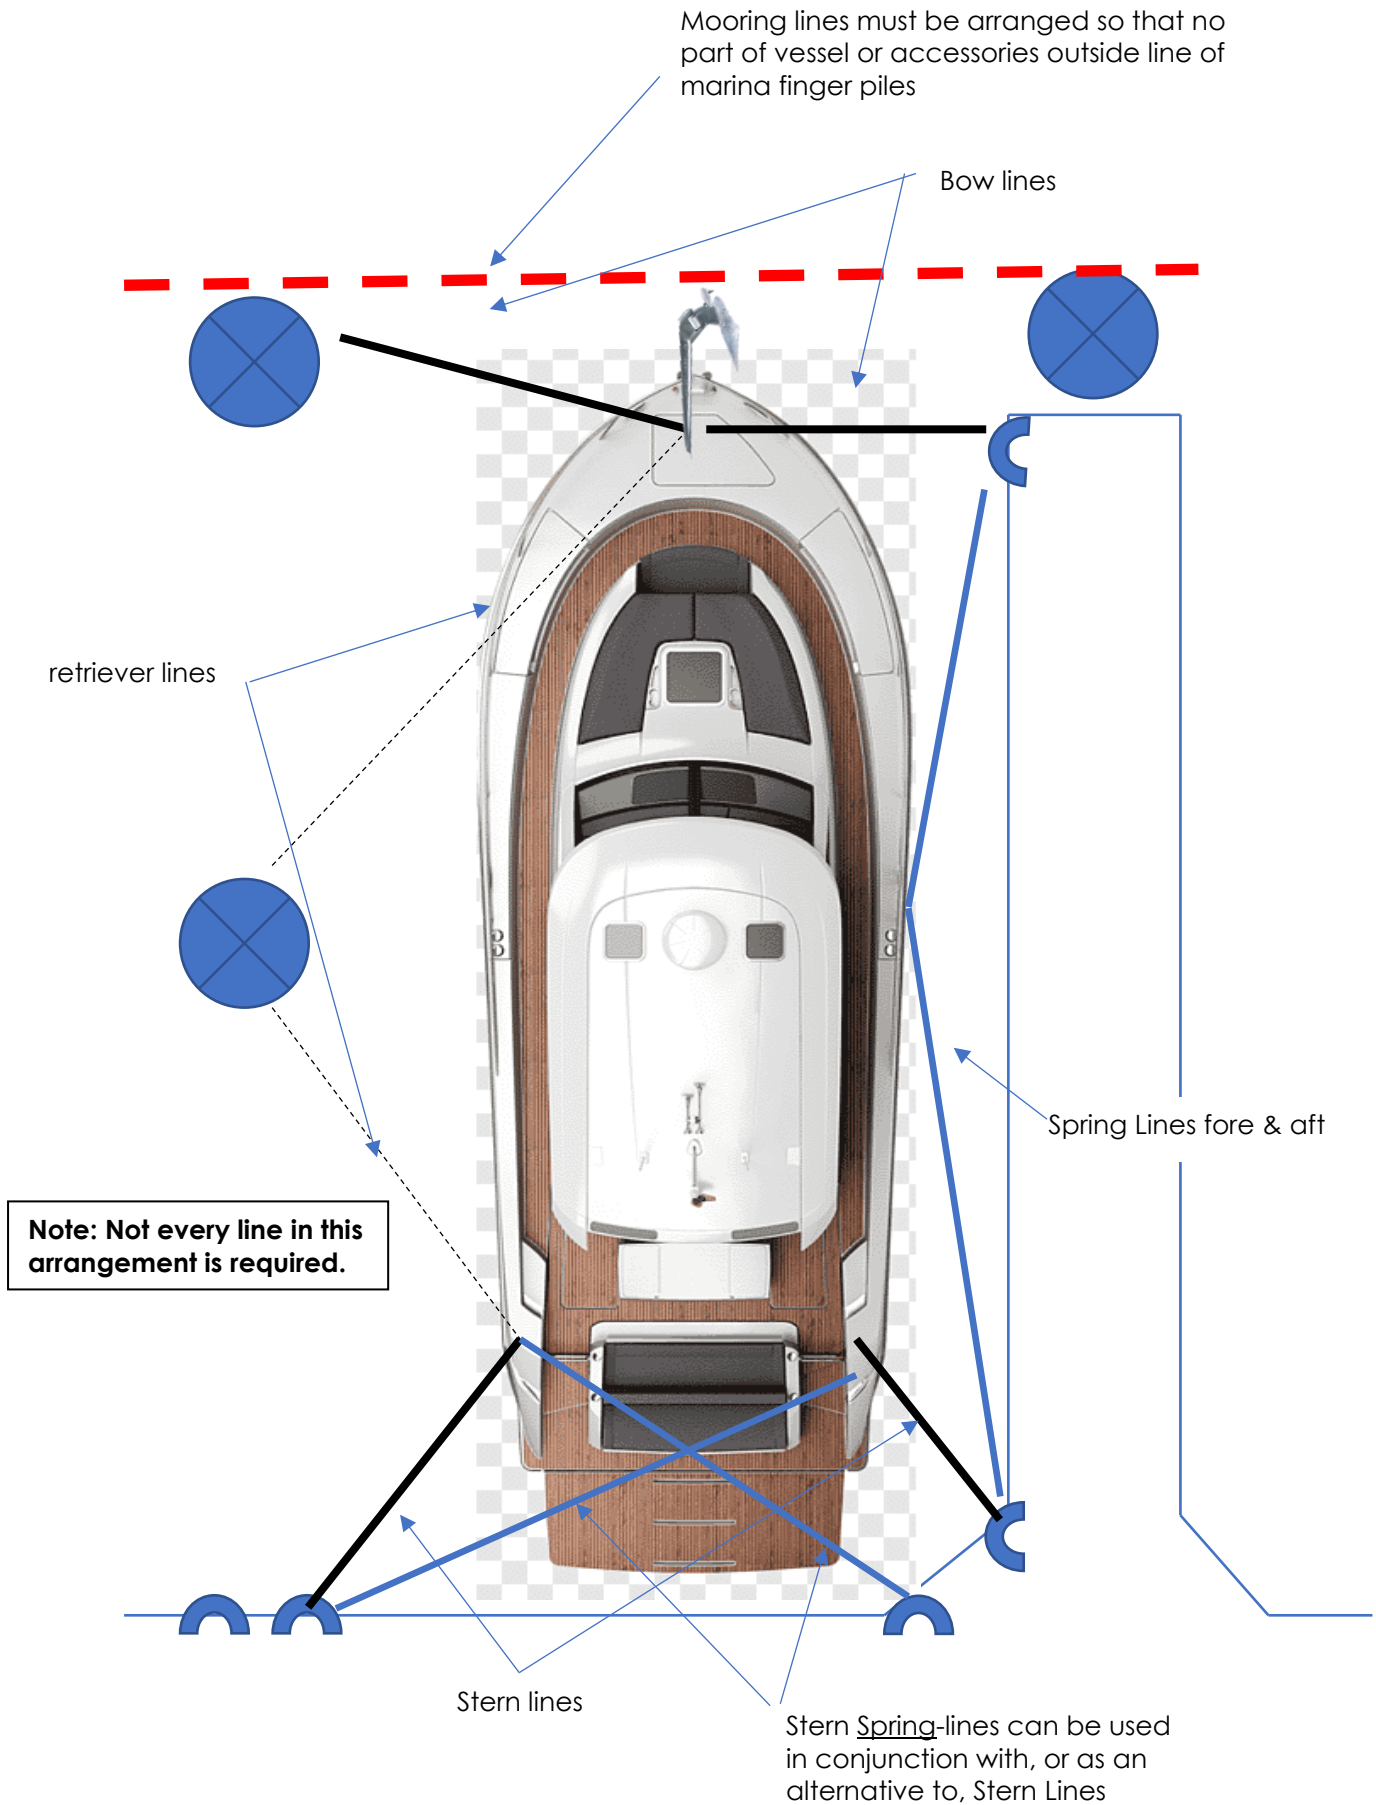 Mooring lines must be arranged so that no
part of vessel or accessories outside line of
marina finger piles
Bow lines
retriever lines
Spring Lines fore & aft
Note: Not every line in this
arrangement is required.
Stern lines
Stern Spring-lines can be used
in conjunction with, or as an
alternative to, Stern Lines